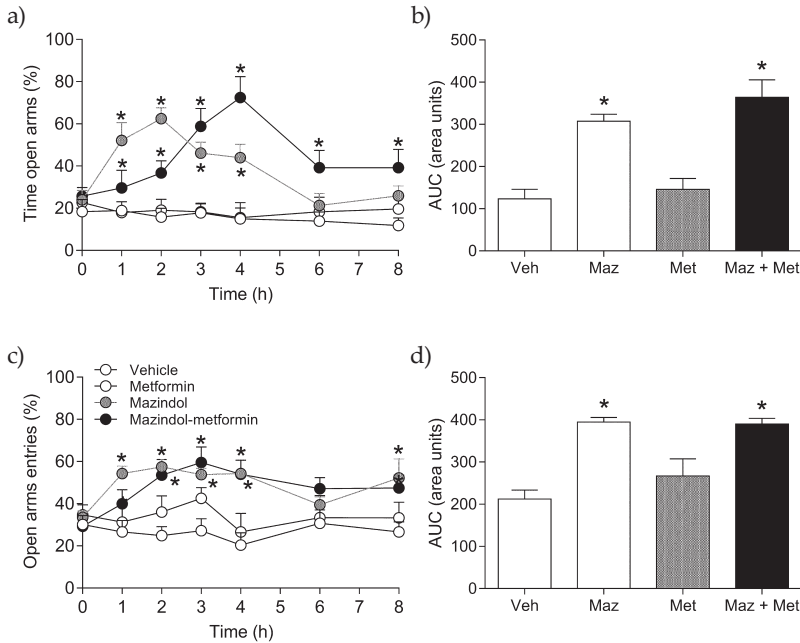 a)
Time open arms (%)
100
80
60
40
20
0
* * * * * *
* * * *
0 1 2 3 4 5 6 7 8
Time (h)
b)
AUC (area units)
500
400
300
200
100
0
* *
Veh Maz Met Maz + Met
c)
Vehicle
Metformin
Mazindol
Mazindol-metformin
Open arms entries (%)
100
80
60
40
20
0
* * * * *
* * *
0 1 2 3 4 5 6 7 8
Time (h)
d)
AUC (area units)
500
400
300
200
100
0
* *
Veh Maz Met Maz + Met